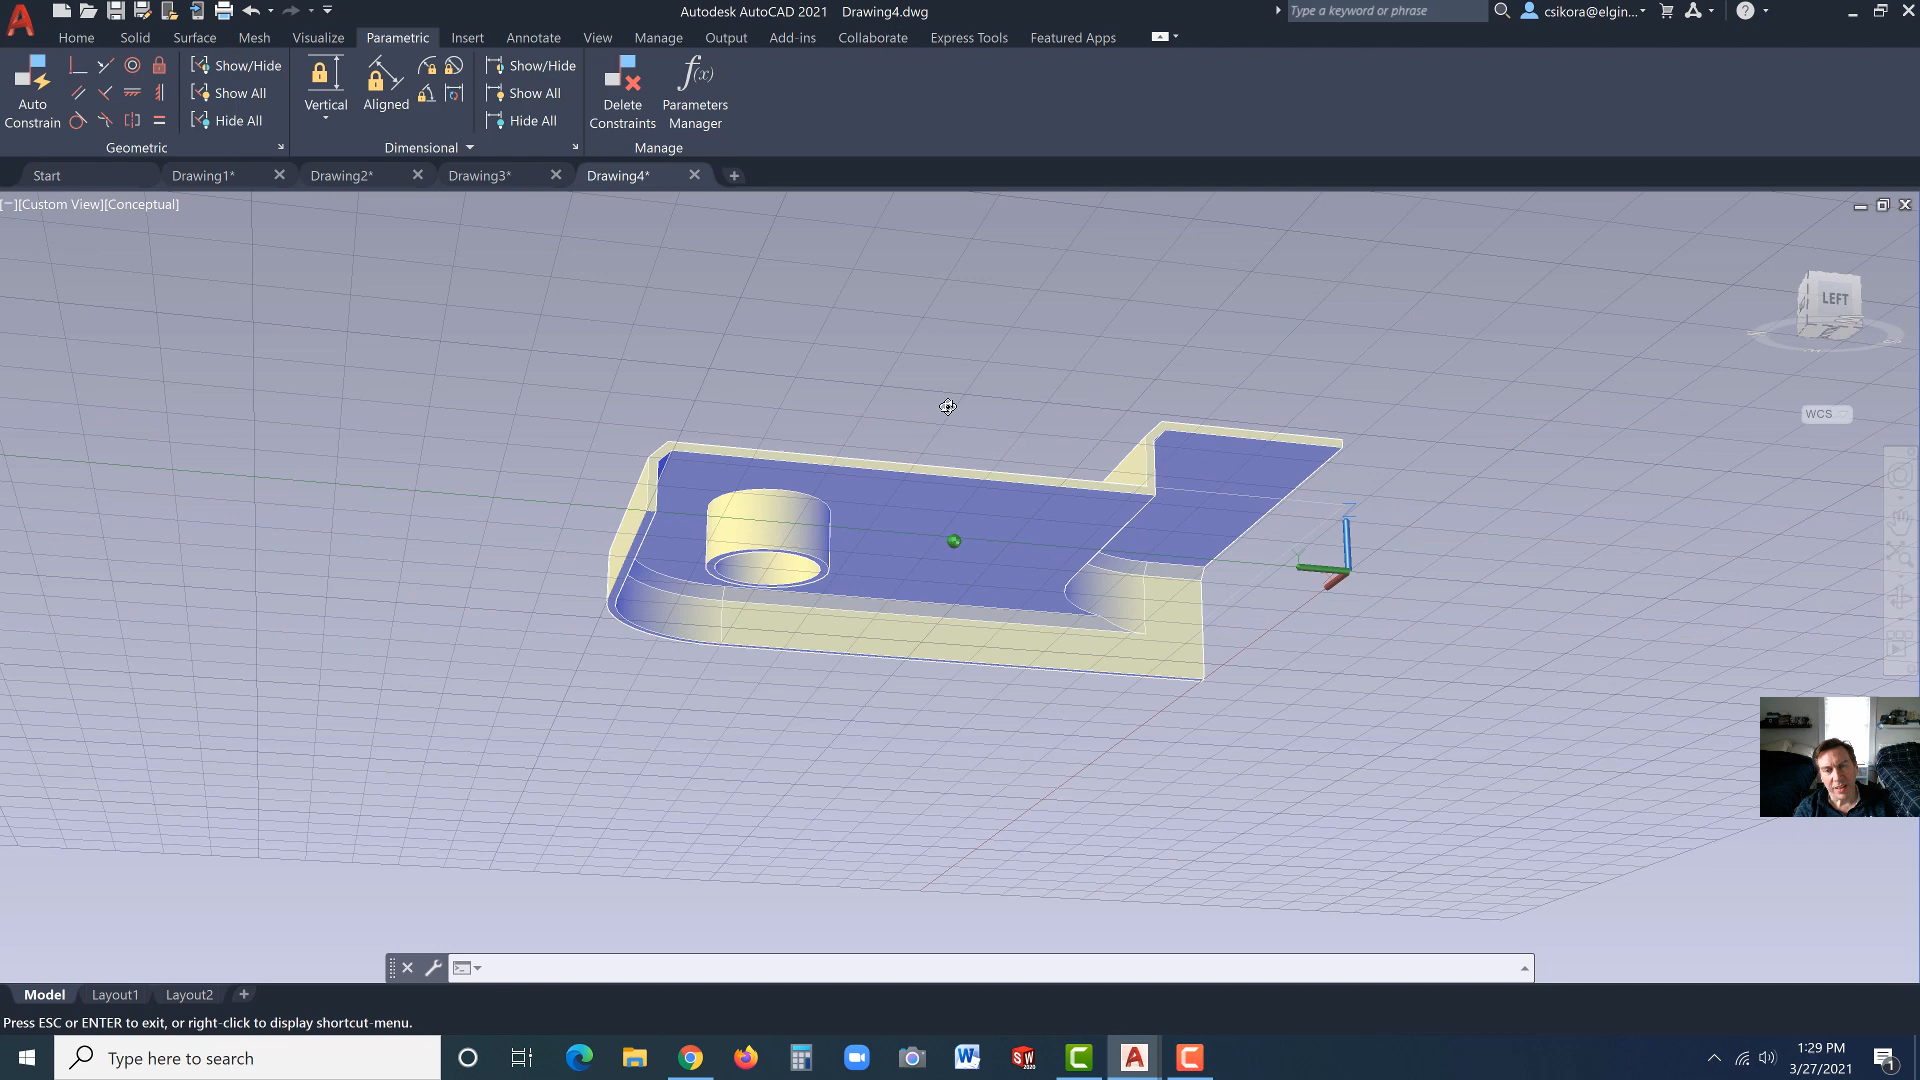 Autodesk AutoCAD 2021 Drawing4.dwg
Type a keyword or phrase
csikora@elgin...
Home Solid Surface Mesh Visualize Parametric Insert Annotate View Manage Output Add-ins Collaborate Express Tools Featured Apps
Auto Constrain
Show/Hide
Show All
Hide All
Geometric
Vertical
Aligned
Show/Hide
Show All
Hide All
Dimensional
Delete Constraints
Parameters Manager
f(x)
Manage
Start Drawing1* Drawing2* Drawing3* Drawing4*
[−][Custom View][Conceptual]
LEFT
WCS
Z
Y
Model Layout1 Layout2
Press ESC or ENTER to exit, or right-click to display shortcut-menu.
Type here to search
SW
2020
1:29 PM
3/27/2021
1